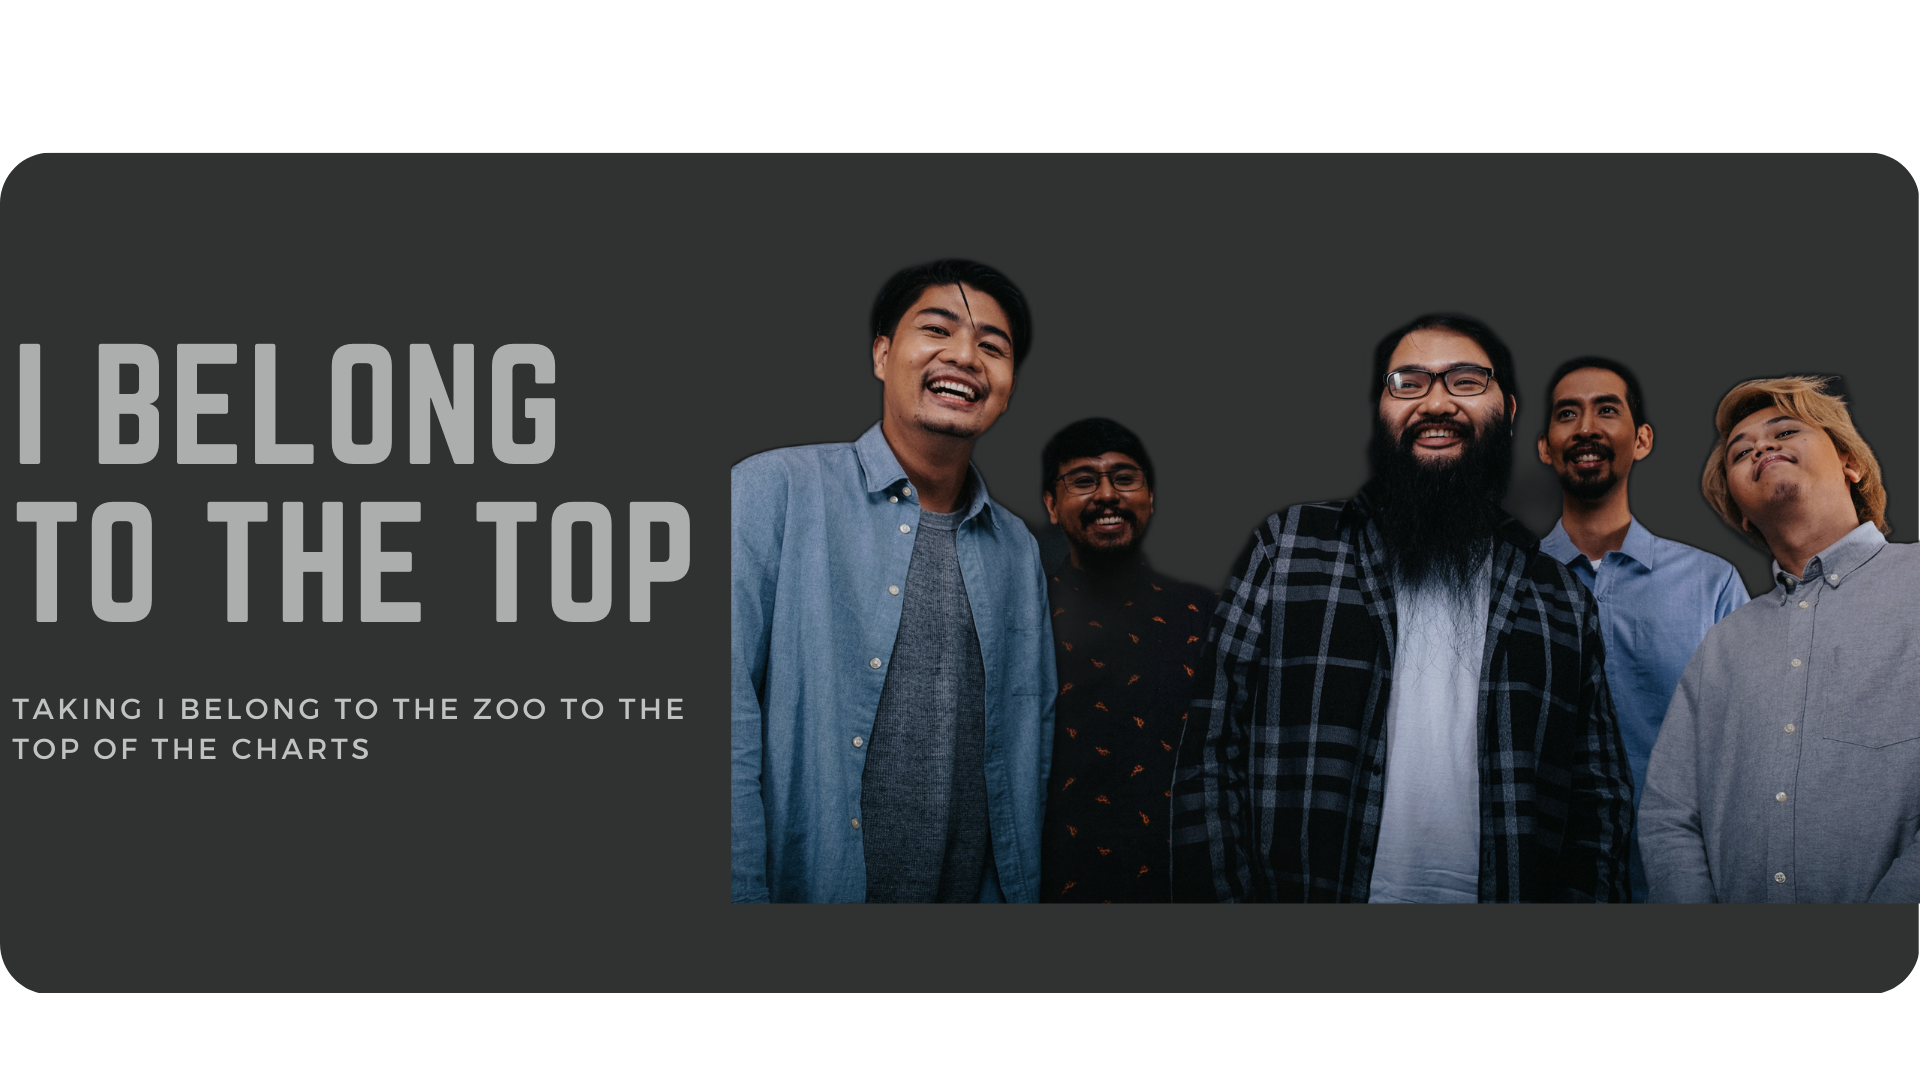 I BELONG
TO THE TOP
TAKING I BELONG TO THE ZOO TO THE
TOP OF THE CHARTS